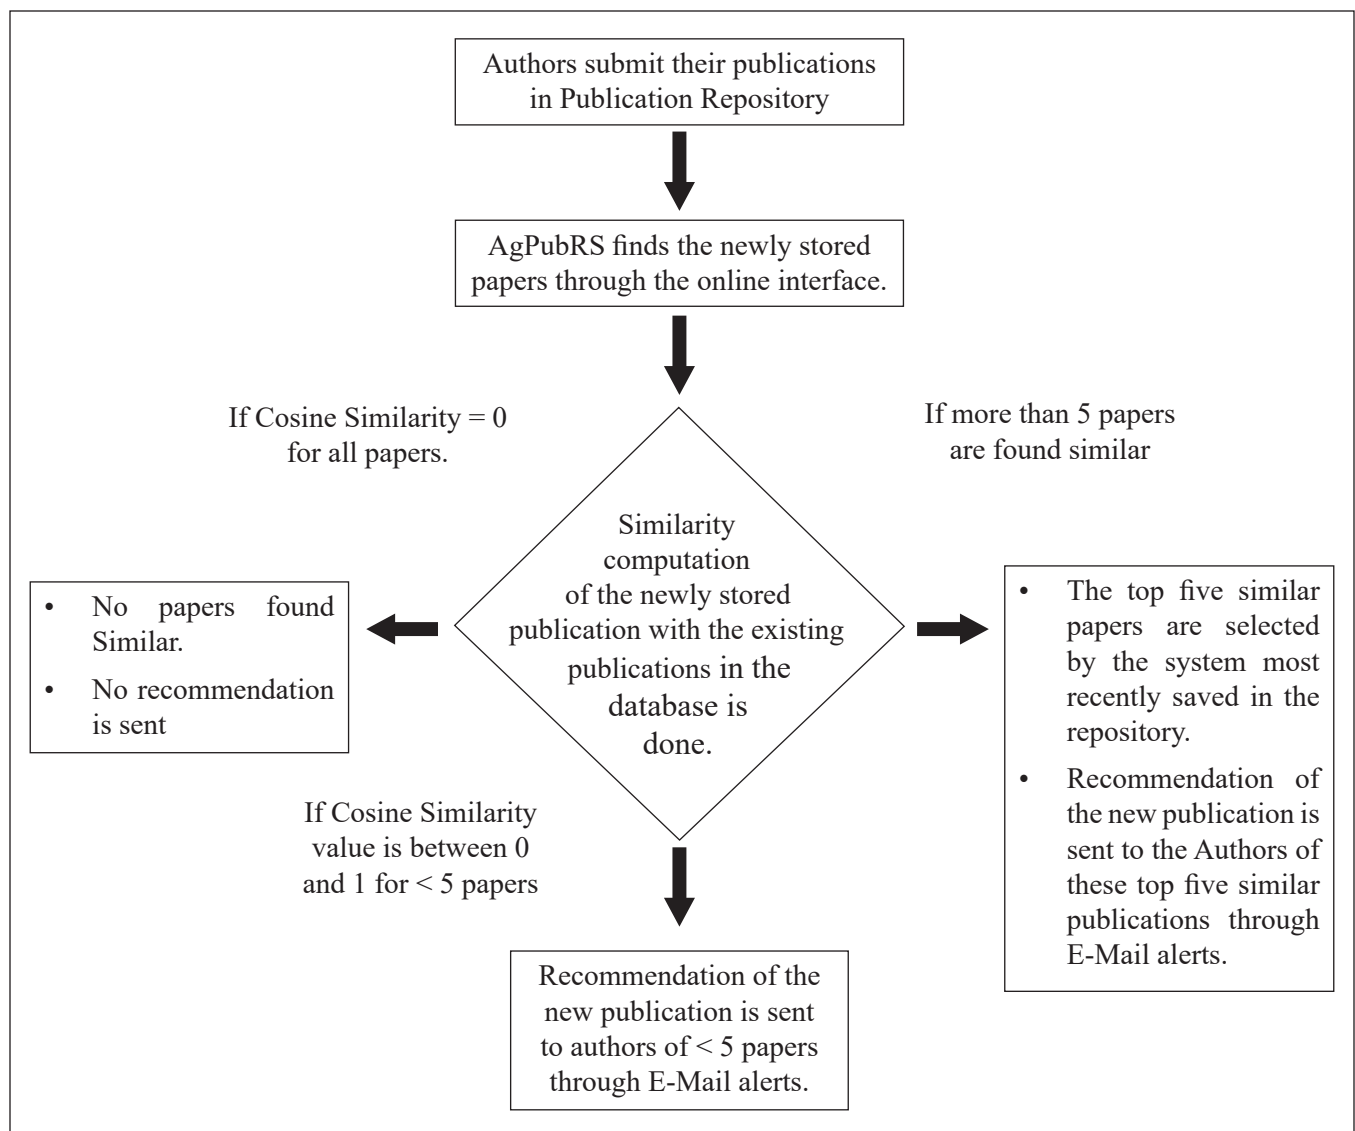 Authors submit their publications
in Publication Repository
AgPubRS finds the newly stored
papers through the online interface.
If Cosine Similarity = 0
for all papers.
If more than 5 papers
are found similar
Similarity
computation
of the newly stored
publication with the existing
publications in the
database is
done.
• No papers found
Similar.
• No recommendation
is sent
• The top five similar
papers are selected
by the system most
recently saved in the
repository.
• Recommendation of
the new publication is
sent to the Authors of
these top five similar
publications through
E-Mail alerts.
If Cosine Similarity
value is between 0
and 1 for < 5 papers
Recommendation of the
new publication is sent
to authors of < 5 papers
through E-Mail alerts.